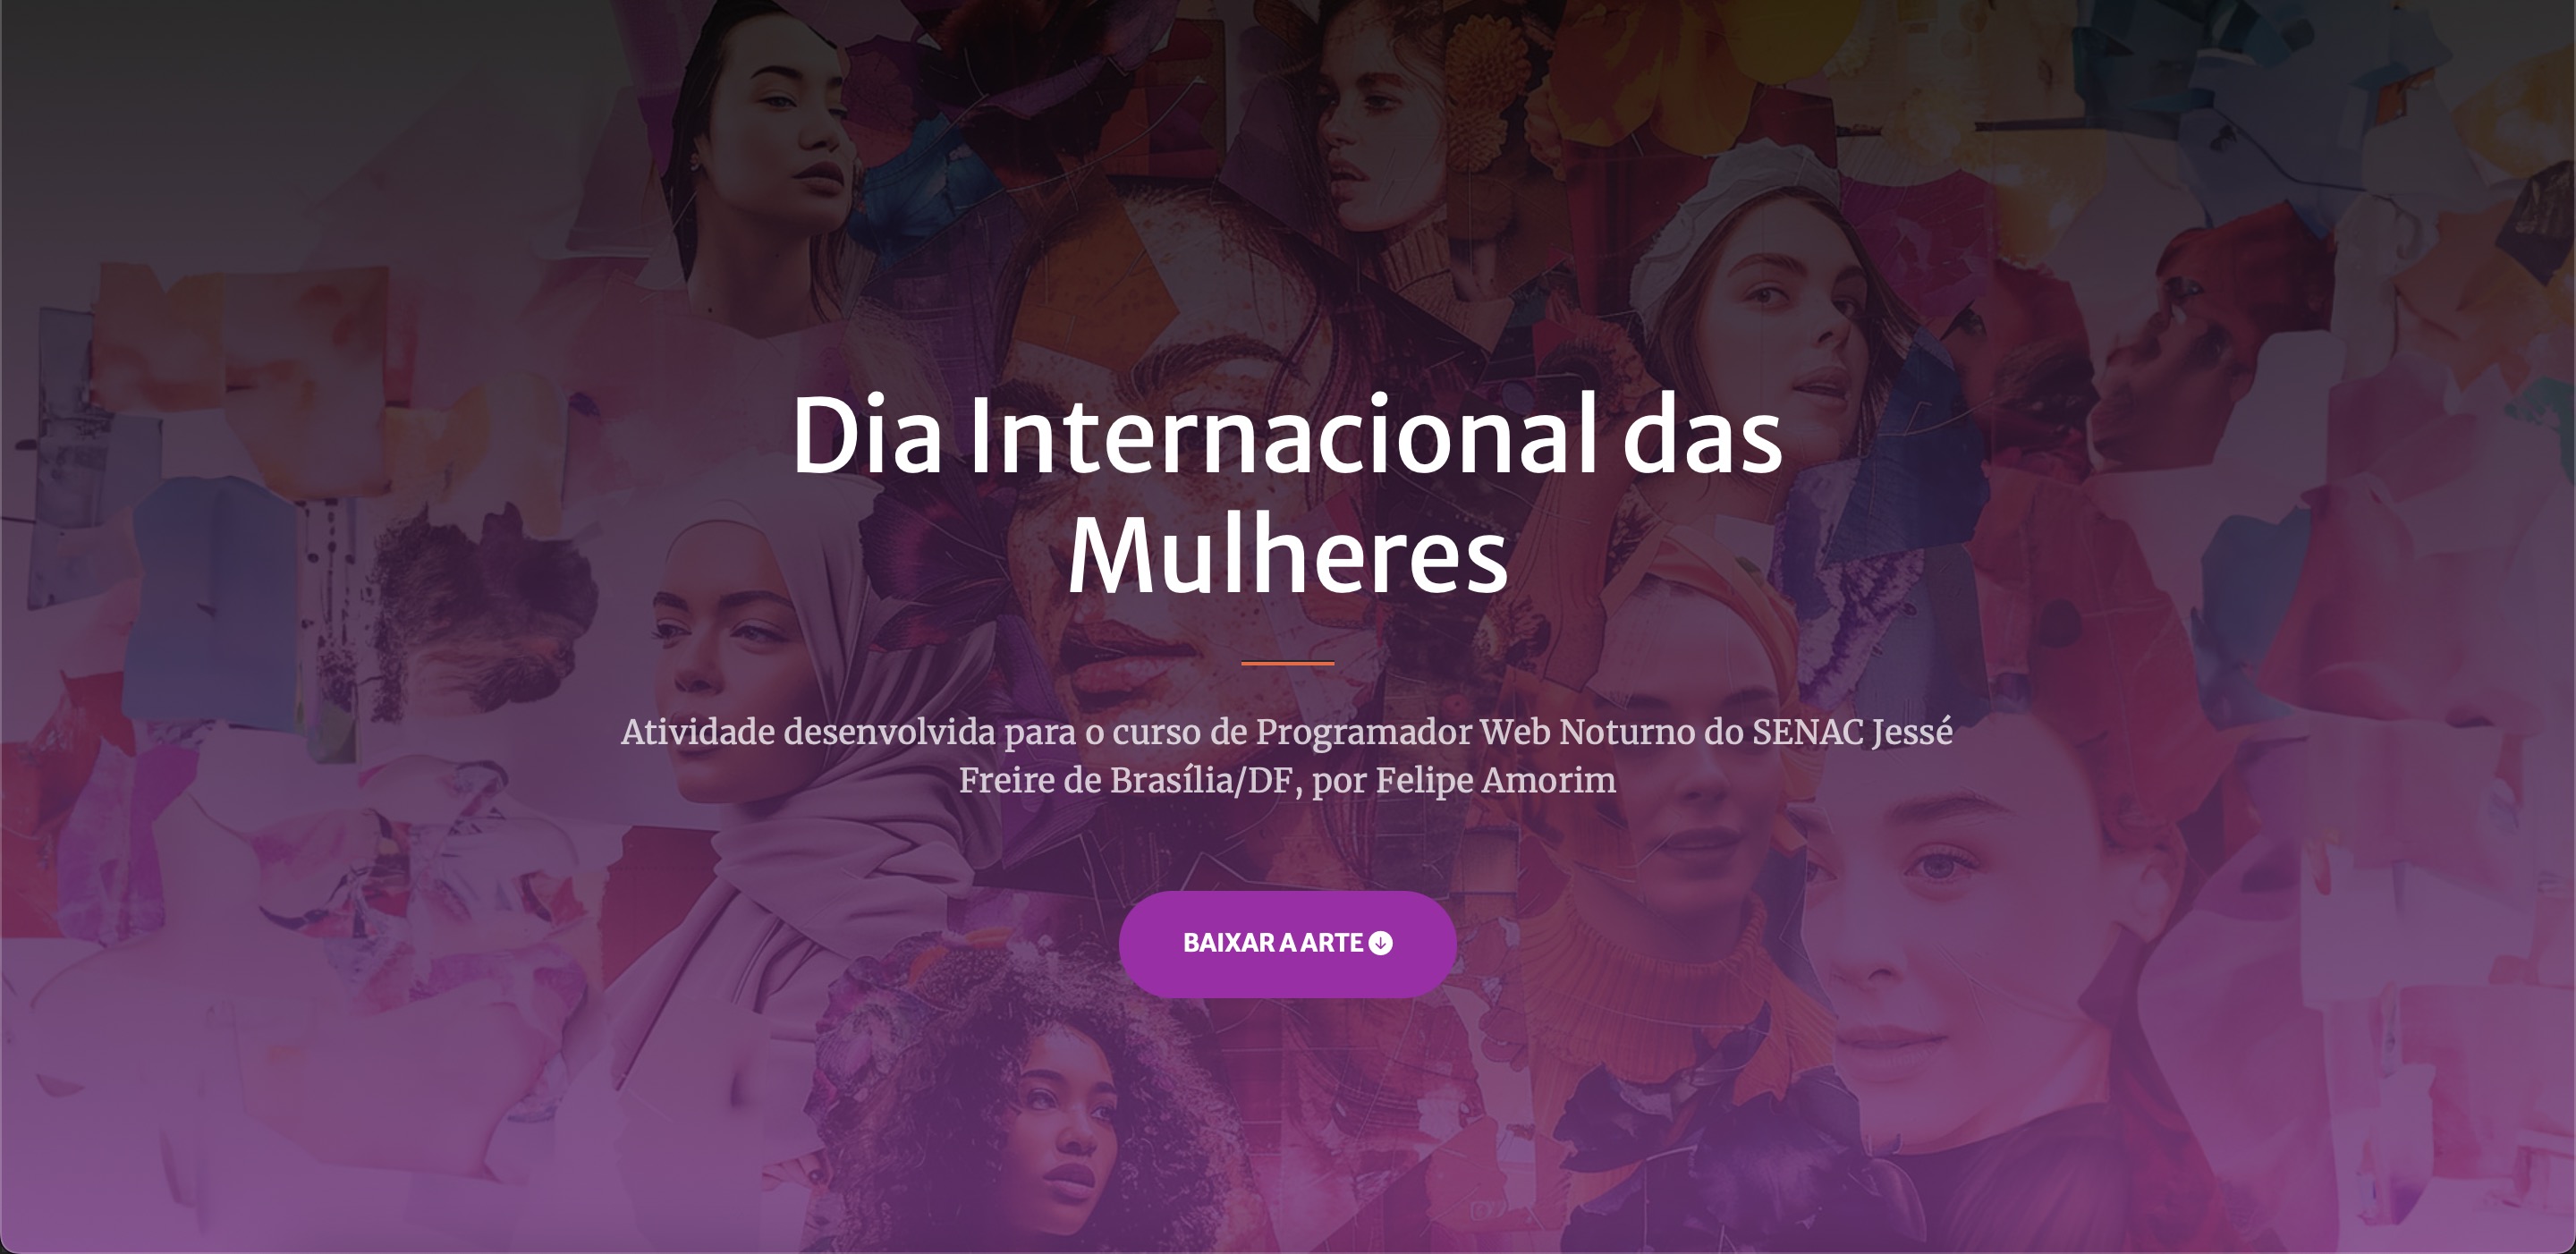 Dia Internacional das
Mulheres
Atividade desenvolvida para o curso de Programador Web Noturno do SENAC Jessé
Freire de Brasília/DF, por Felipe Amorim
BAIXAR A ARTE